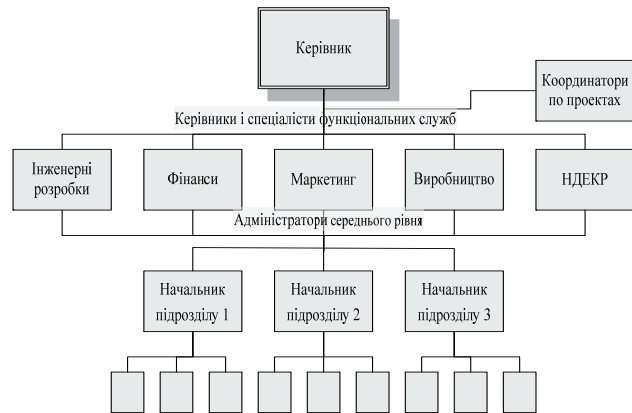 Керівник
Координатори
по проектах
Керівники і спеціалісти функціональних служб
Інженерні
розробки
Фінанси
Маркетинг
Виробництво
НДЕКР
Адміністратори середнього рівня
Начальник
підрозділу 1
Начальник
підрозділу 2
Начальник
підрозділу 3